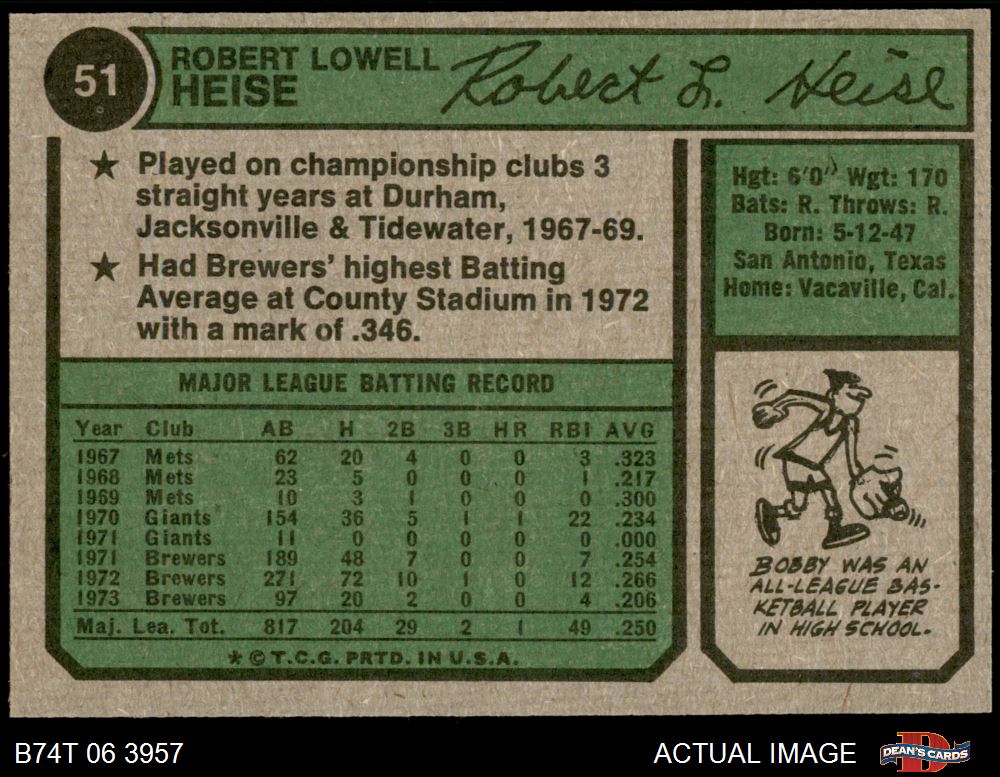 51
ROBERT LOWELL
HEISE
Robert L. Heise
★ Played on championship clubs 3
straight years at Durham,
Jacksonville & Tidewater, 1967-69.
★ Had Brewers' highest Batting
Average at County Stadium in 1972
with a mark of .346.
Hgt: 6'0" Wgt: 170
Bats: R. Throws: R.
Born: 5-12-47
San Antonio, Texas
Home: Vacaville, Cal.
MAJOR LEAGUE BATTING RECORD
Year Club AB H 2B 3B HR RBI AVG
1967 Mets 62 20 4 0 0 3 .323
1968 Mets 23 5 0 0 0 1 .217
1969 Mets 10 3 1 0 0 0 .300
1970 Giants 154 36 5 1 1 22 .234
1971 Giants 11 0 0 0 0 0 .000
1971 Brewers 189 48 7 0 0 7 .254
1972 Brewers 271 72 10 1 0 12 .266
1973 Brewers 97 20 2 0 0 4 .206
Maj. Lea. Tot. 817 204 29 2 1 49 .250
* © T.C.G. PRTD. IN U.S.A.
BOBBY WAS AN
ALL-LEAGUE BAS-
KETBALL PLAYER
IN HIGH SCHOOL.
B74T 06 3957
ACTUAL IMAGE
DEAN'S CARDS